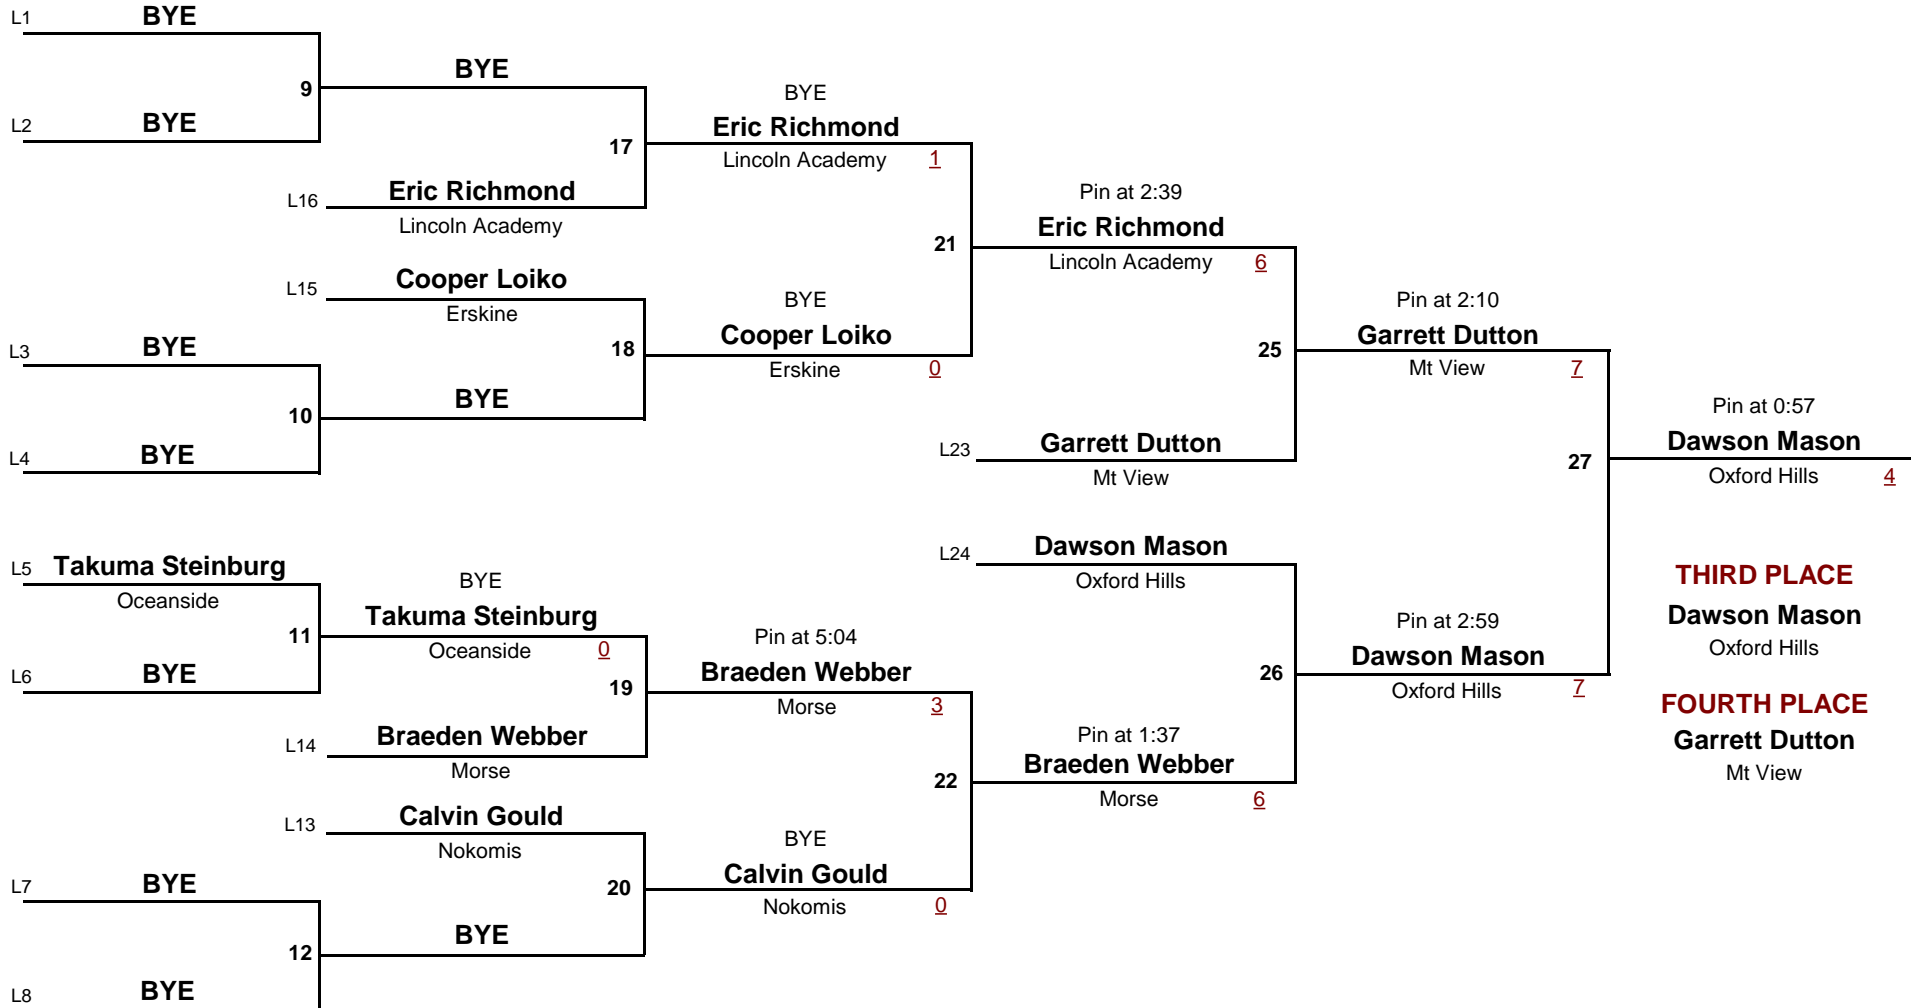 L1 BYE
9
L2 BYE
BYE
17
L16 Eric Richmond
Lincoln Academy
BYE
Eric Richmond
Lincoln Academy 1
L15 Cooper Loiko
Erskine
18
L3 BYE
10
L4 BYE
BYE
BYE
Cooper Loiko
Erskine 0
21
Pin at 2:39
Eric Richmond
Lincoln Academy 6
25
L23 Garrett Dutton
Mt View
Pin at 2:10
Garrett Dutton
Mt View 7
27
Pin at 0:57
Dawson Mason
Oxford Hills 4
L5 Takuma Steinburg
Oceanside
11
L6 BYE
BYE
Takuma Steinburg
Oceanside 0
19
L14 Braeden Webber
Morse
Pin at 5:04
Braeden Webber
Morse 3
L13 Calvin Gould
Nokomis
20
L7 BYE
12
L8 BYE
BYE
BYE
Calvin Gould
Nokomis 0
22
Pin at 1:37
Braeden Webber
Morse 6
L24 Dawson Mason
Oxford Hills
26
Pin at 2:59
Dawson Mason
Oxford Hills 7
THIRD PLACE
Dawson Mason
Oxford Hills
FOURTH PLACE
Garrett Dutton
Mt View